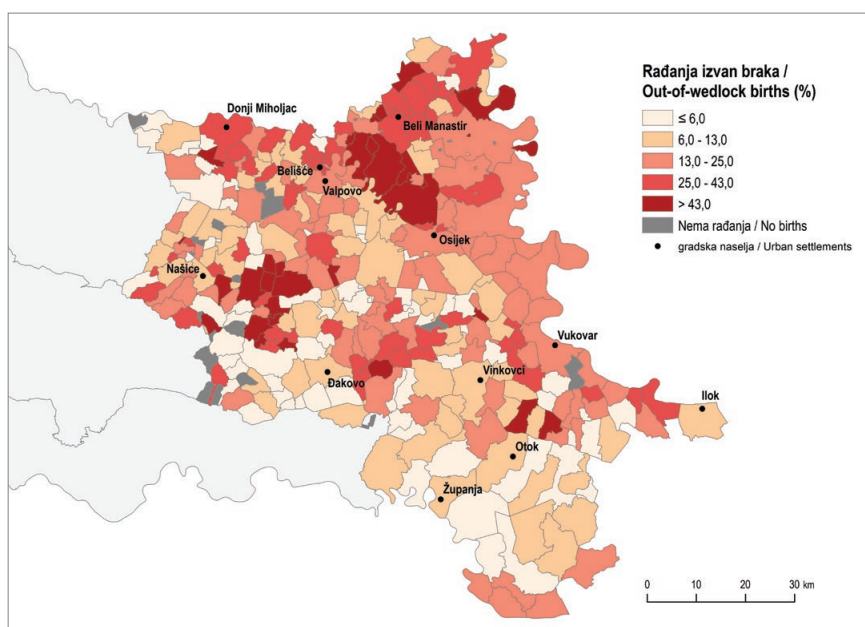 Rađanja izvan braka /
Out-of-wedlock births (%)
≤ 6,0
6,0 - 13,0
13,0 - 25,0
25,0 - 43,0
> 43,0
Nema rađanja / No births
gradska naselja / Urban settlements
Donji Miholjac
Beli Manastir
Belišće
Valpovo
Osijek
Našice
Vukovar
Đakovo
Vinkovci
Ilok
Otok
Županja
0 10 20 30 km